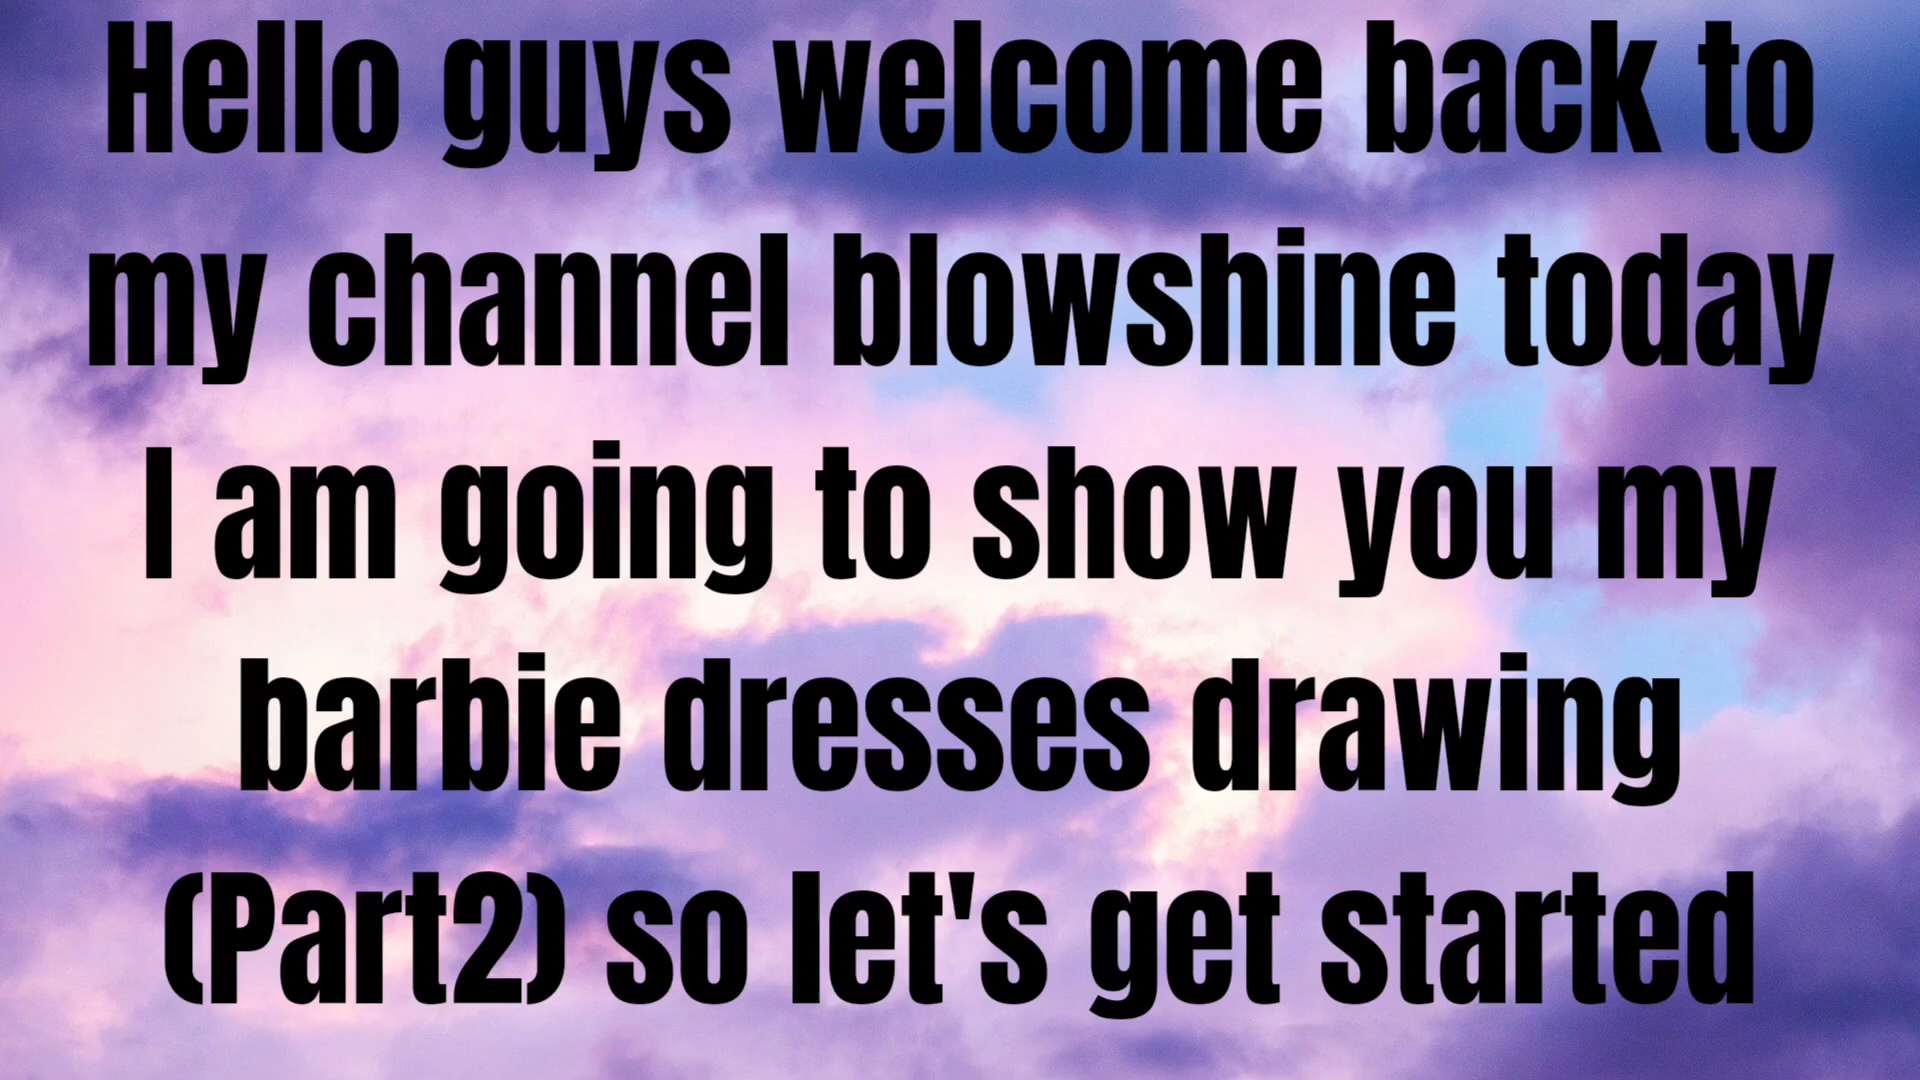 Hello guys welcome back to
my channel blowshine today
I am going to show you my
barbie dresses drawing
(Part2) so let's get started